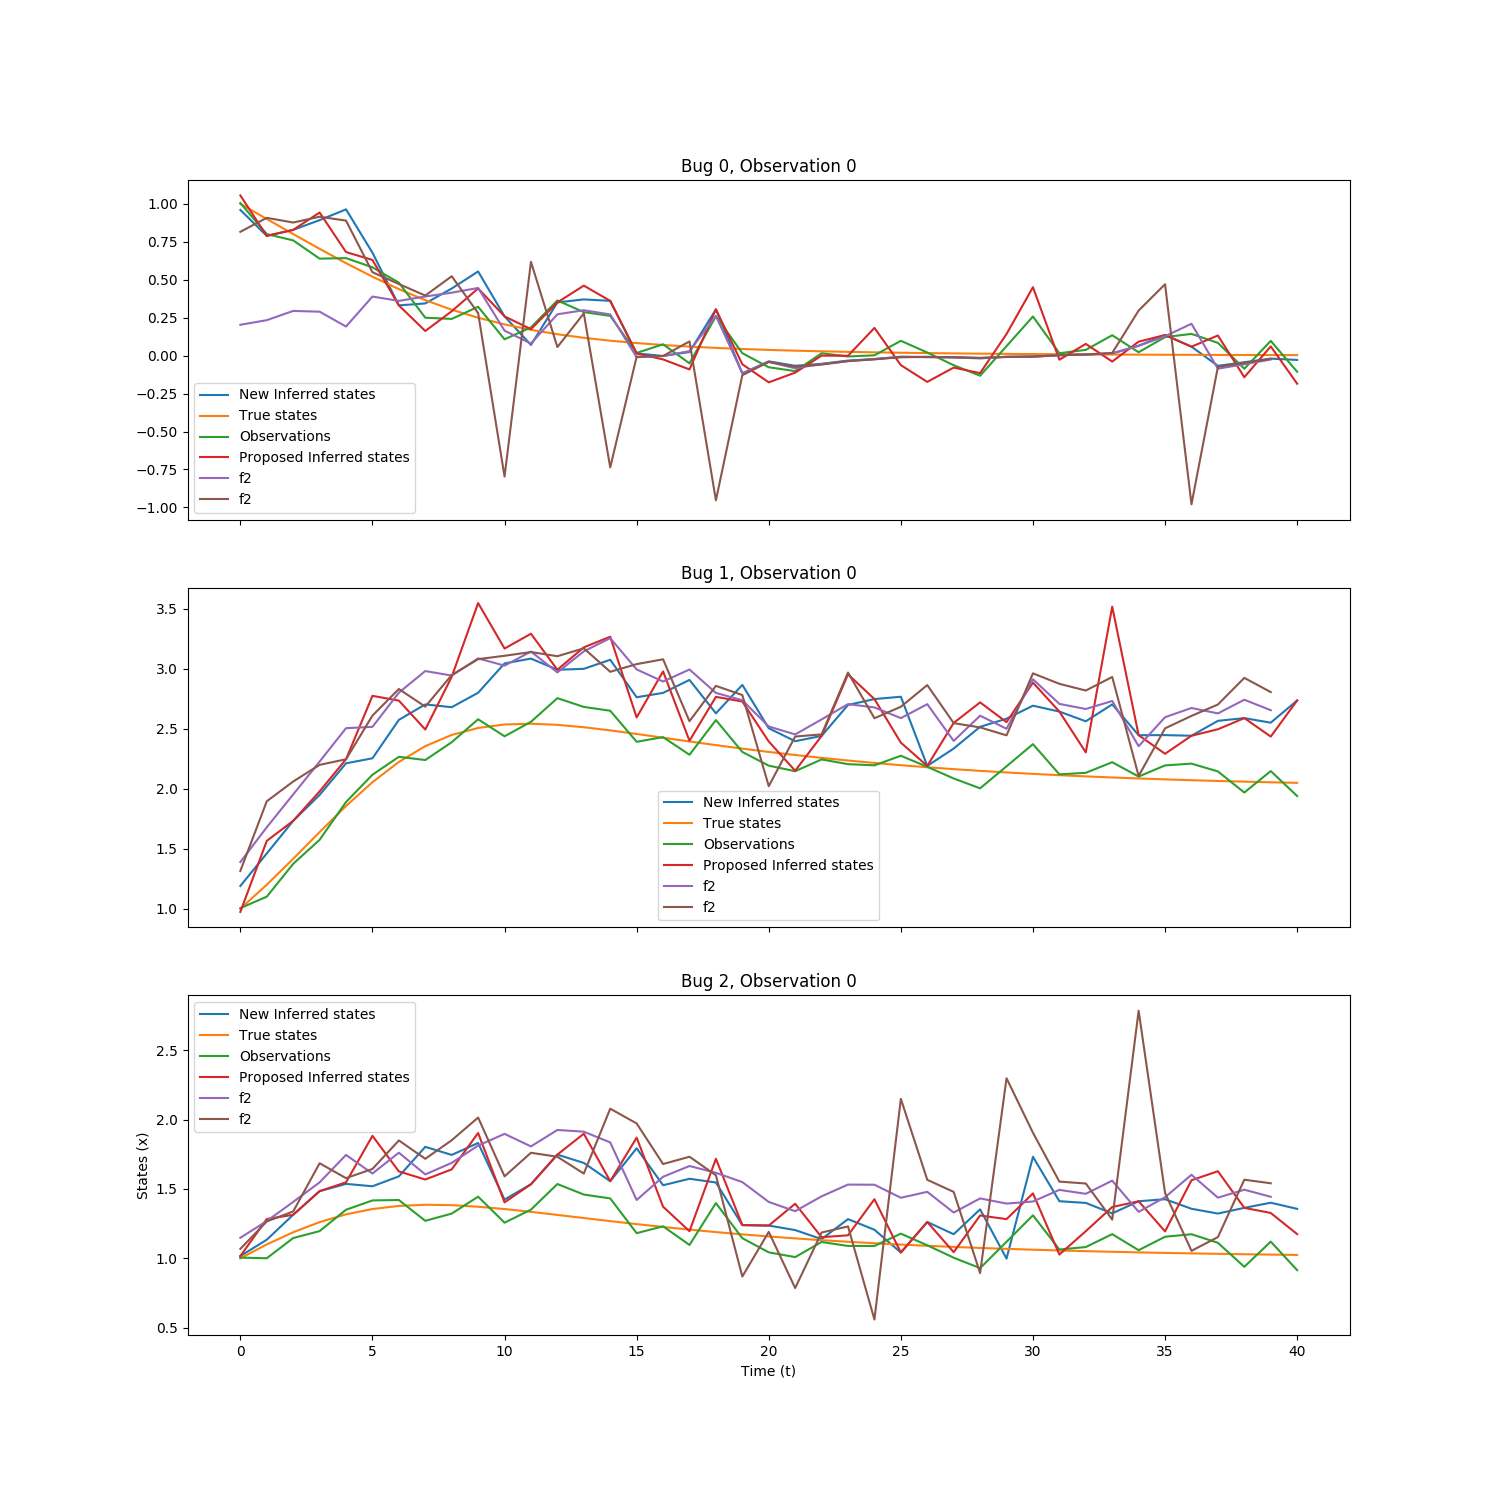 Bug 0, Observation 0
1.00
0.75
0.50
0.25
0.00
−0.25
−0.50
−0.75
−1.00
New Inferred states
True states
Observations
Proposed Inferred states
f2
f2
Bug 1, Observation 0
3.5
3.0
2.5
2.0
1.5
1.0
New Inferred states
True states
Observations
Proposed Inferred states
f2
f2
Bug 2, Observation 0
States (x)
2.5
2.0
1.5
1.0
0.5
New Inferred states
True states
Observations
Proposed Inferred states
f2
f2
0 5 10 15 20 25 30 35 40
Time (t)